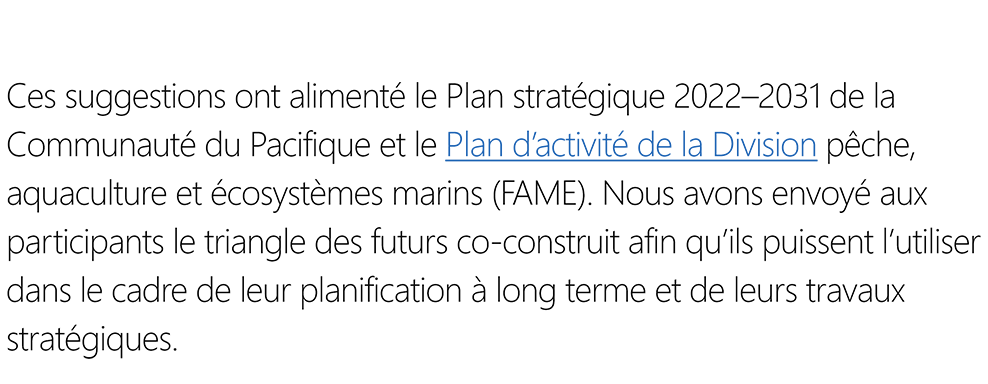 Ces suggestions ont alimenté le Plan stratégique 2022–2031 de la
Communauté du Pacifique et le Plan d’activité de la Division pêche,
aquaculture et écosystèmes marins (FAME). Nous avons envoyé aux
participants le triangle des futurs co-construit afin qu’ils puissent l’utiliser
dans le cadre de leur planification à long terme et de leurs travaux
stratégiques.